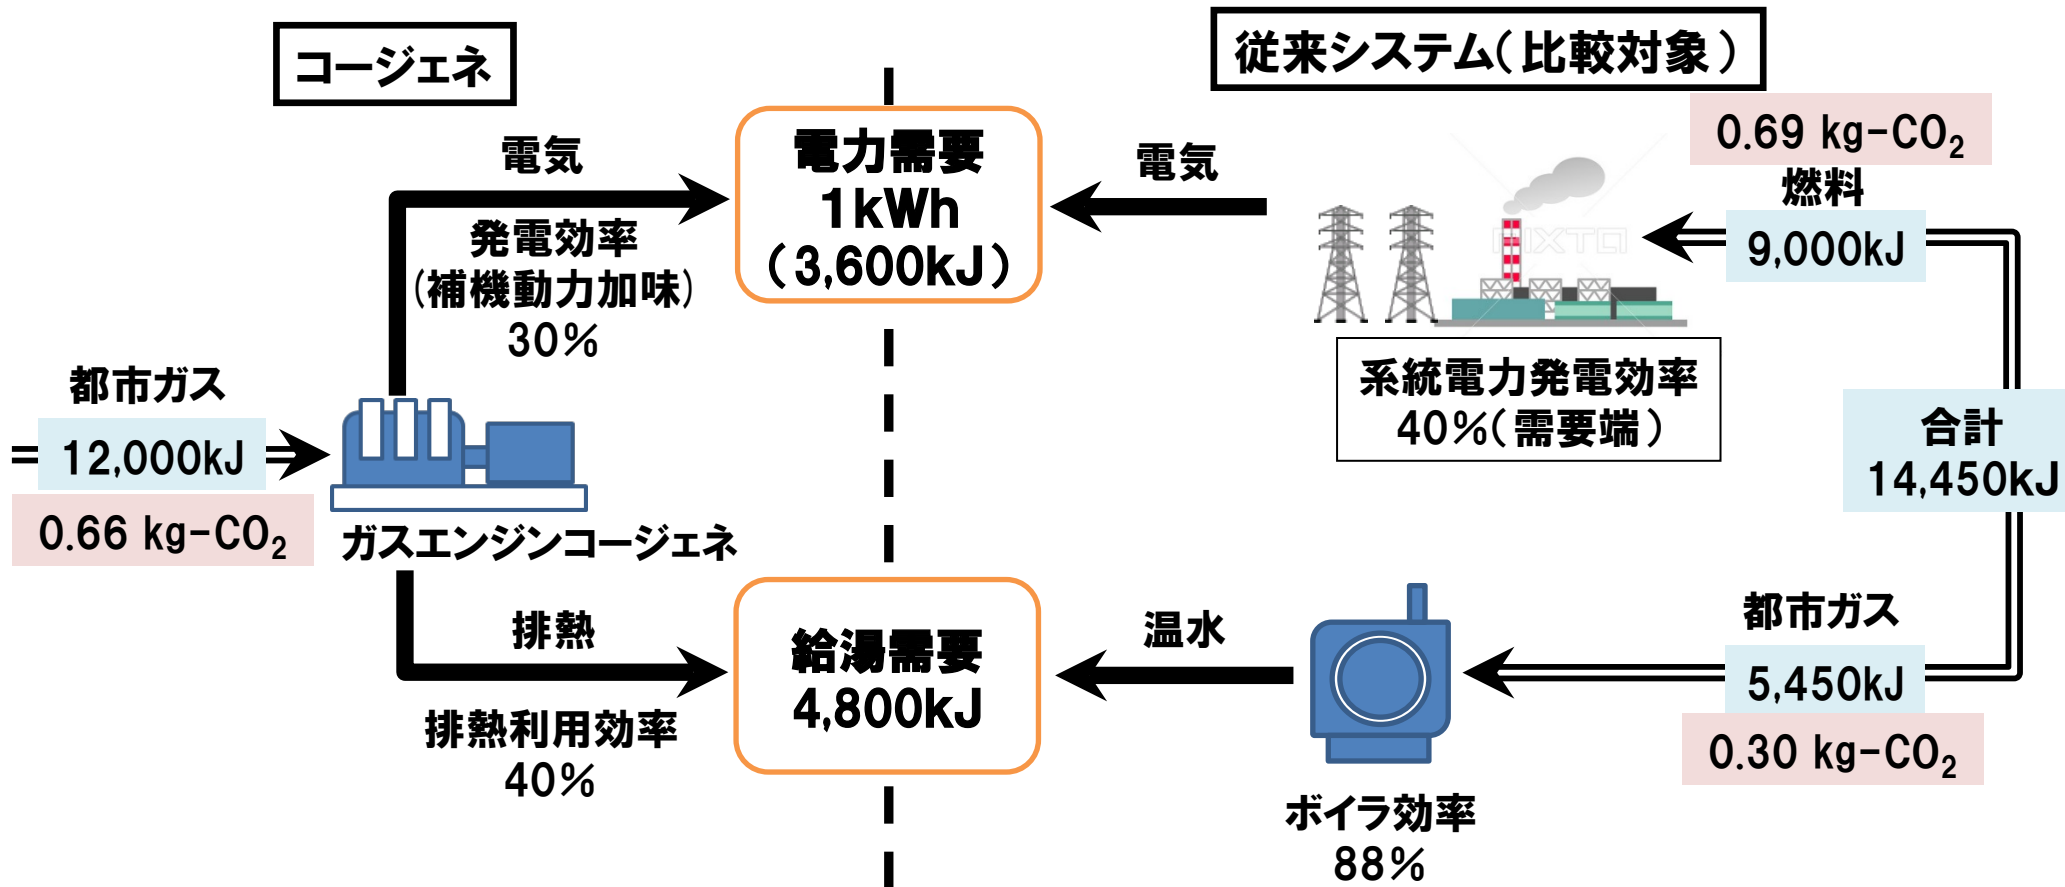 コージェネ
従来システム(比較対象)
0.69 kg-CO₂
電気
電力需要
1kWh
(3,600kJ)
電気
燃料
9,000kJ
発電効率
(補機動力加味)
30%
PIXTA
系統電力発電効率
40%(需要端)
都市ガス
12,000kJ
0.66 kg-CO₂
合計
14,450kJ
ガスエンジンコージェネ
排熱
給湯需要
4,800kJ
温水
都市ガス
5,450kJ
0.30 kg-CO₂
排熱利用効率
40%
ボイラ効率
88%